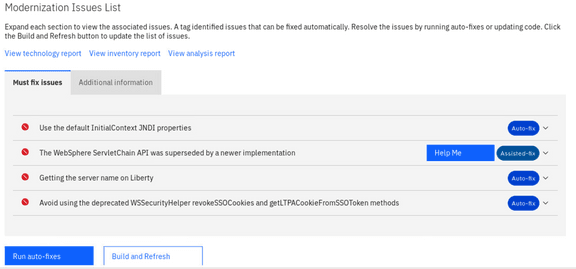 Modernization Issues List
Expand each section to view the associated issues. A tag identified issues that can be fixed automatically. Resolve the issues by running auto-fixes or updating code. Click
the Build and Refresh button to update the list of issues.
View technology report View inventory report View analysis report
Must fix issues Additional information
Use the default InitialContext JNDI properties Auto-fix
The WebSphere ServletChain API was superseded by a newer implementation Help Me Assisted-fix
Getting the server name on Liberty Auto-fix
Avoid using the deprecated WSSecurityHelper revokeSSOCookies and getLTPACookieFromSSOToken methods Auto-fix
Run auto-fixes Build and Refresh